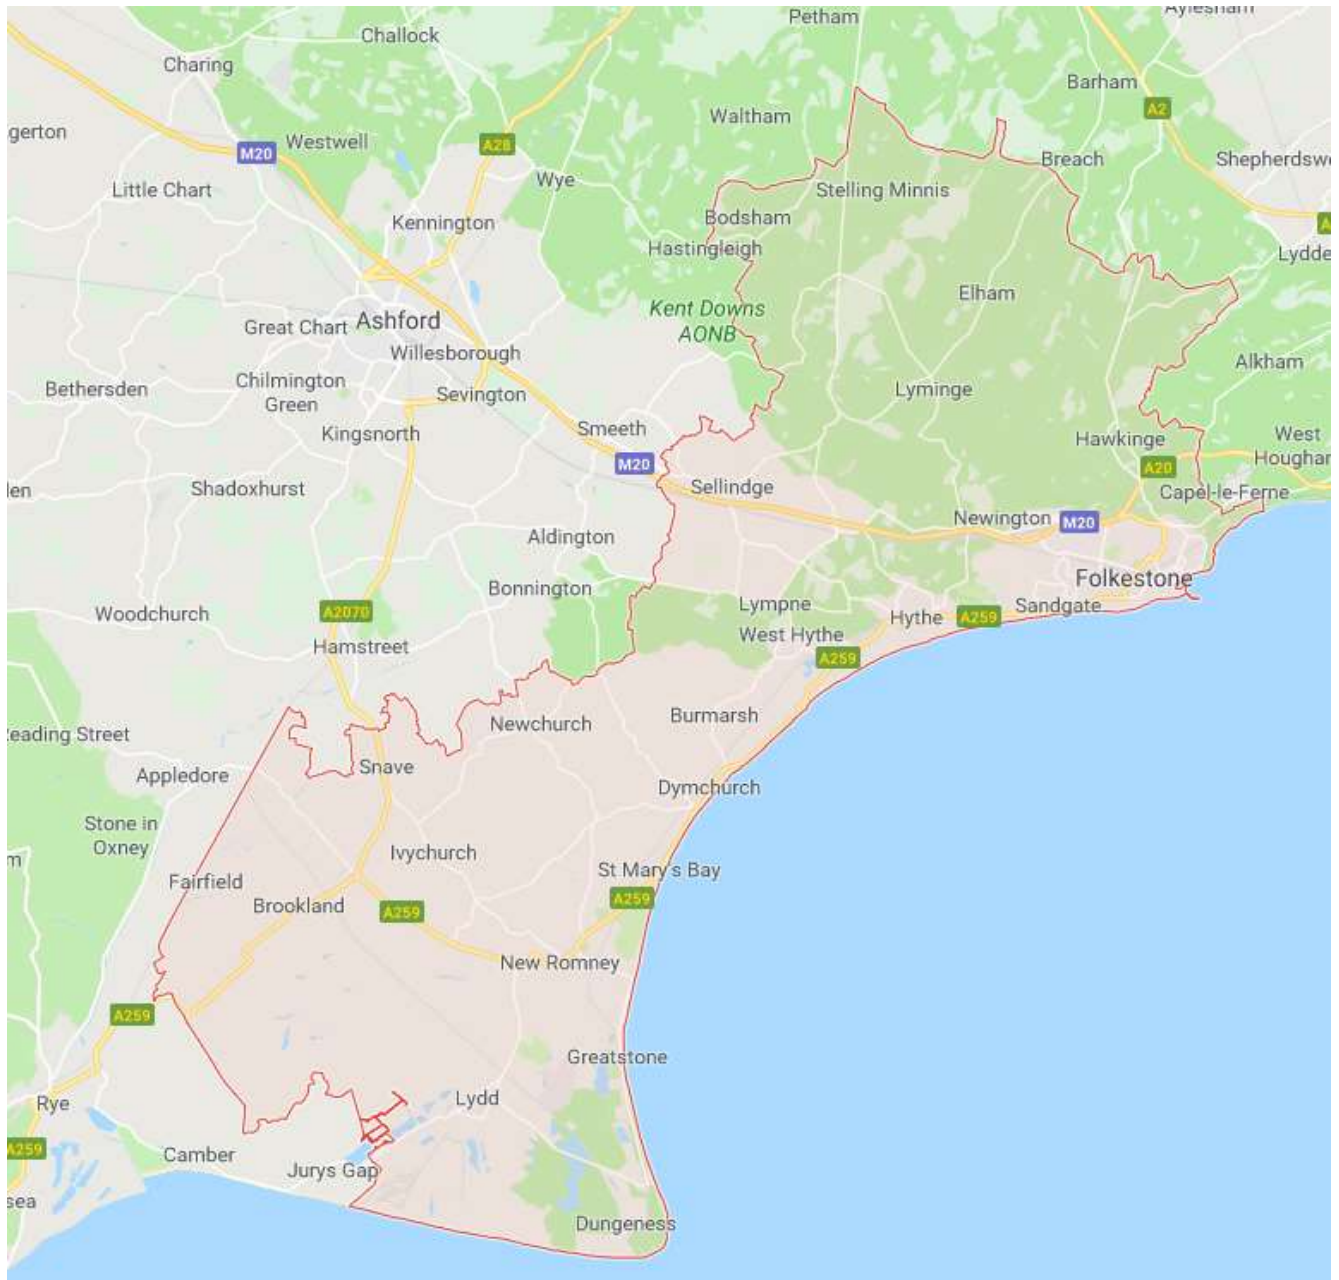 Petham
Aylesham
Challock
Charing
Barham
Waltham
A2
gerton
Westwell
A28
M20
Breach
Shepherdsw
Wye
Little Chart
Stelling Minnis
Kennington
Bodsham
A
Hastingleigh
Lydde
Elham
Kent Downs
AONB
Great Chart
Ashford
Willesborough
Alkham
Bethersden
Chilmington
Green
Sevington
Lyminge
Kingsnorth
Smeeth
Hawkinge
West
Hougha
M20
A20
len
Shadoxhurst
Sellindge
Capel-le-Ferne
Newington
M20
Aldington
Folkestone
Bonnington
Woodchurch
A2070
Lympne
Hythe
A259
Sandgate
Hamstreet
West Hythe
A259
Newchurch
Burmarsh
eading Street
Appledore
Snave
Dymchurch
Stone in
Oxney
m
Ivychurch
St Mary's Bay
Fairfield
Brookland
A259
A259
New Romney
A259
Greatstone
Rye
Lydd
A259
Camber
Jurys Gap
sea
Dungeness